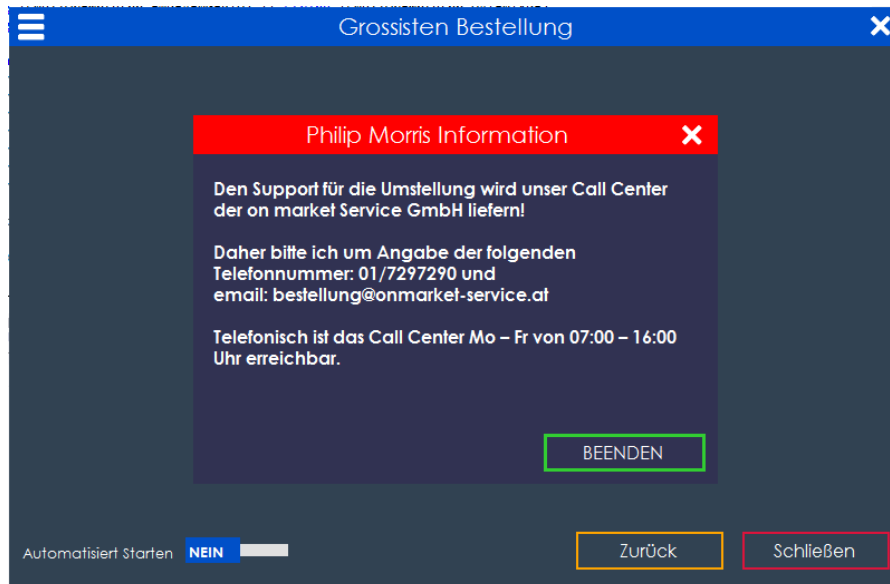 Grossisten Bestellung
Philip Morris Information
Den Support für die Umstellung wird unser Call Center
der on market Service GmbH liefern!
Daher bitte ich um Angabe der folgenden
Telefonnummer: 01/7297290 und
email: bestellung@onmarket-service.at
Telefonisch ist das Call Center Mo – Fr von 07:00 – 16:00
Uhr erreichbar.
BEENDEN
Automatisiert Starten NEIN
Zurück
Schließen